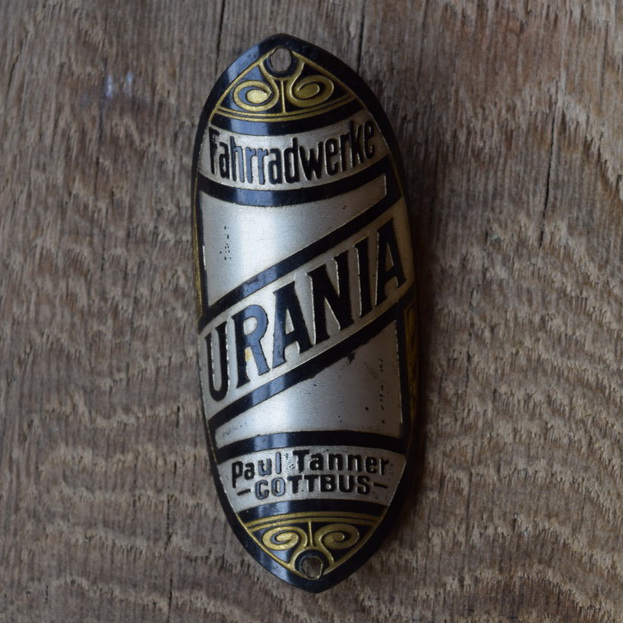 Fahrradwerke
URANIA
Paul Tanner
-COTTBUS-